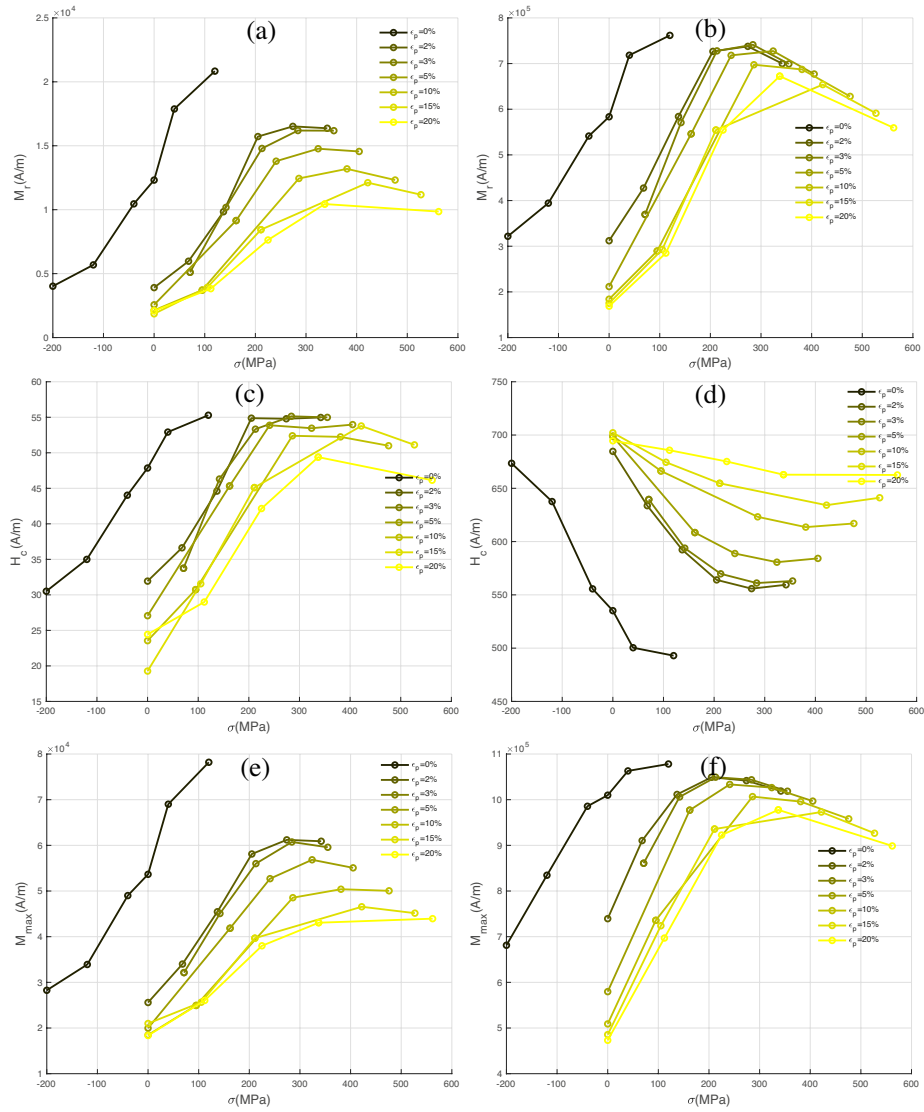 ×10⁴
(a)
2.5
2
1.5
1
0.5
0
M_r (A/m)
-200 -100 0 100 200 300 400 500 600
σ(MPa)
ϵ_p=0%
ϵ_p=2%
ϵ_p=3%
ϵ_p=5%
ϵ_p=10%
ϵ_p=15%
ϵ_p=20%
×10⁵
(b)
8
7
6
5
4
3
2
1
M_r (A/m)
-200 -100 0 100 200 300 400 500 600
σ(MPa)
ϵ_p=0%
ϵ_p=2%
ϵ_p=3%
ϵ_p=5%
ϵ_p=10%
ϵ_p=15%
ϵ_p=20%
(c)
60
55
50
45
40
35
30
25
20
15
H_c (A/m)
-200 -100 0 100 200 300 400 500 600
σ(MPa)
ϵ_p=0%
ϵ_p=2%
ϵ_p=3%
ϵ_p=5%
ϵ_p=10%
ϵ_p=15%
ϵ_p=20%
(d)
750
700
650
600
550
500
450
H_c (A/m)
-200 -100 0 100 200 300 400 500 600
σ(MPa)
ϵ_p=0%
ϵ_p=2%
ϵ_p=3%
ϵ_p=5%
ϵ_p=10%
ϵ_p=15%
ϵ_p=20%
×10⁴
(e)
8
7
6
5
4
3
2
1
M_max (A/m)
-200 -100 0 100 200 300 400 500 600
σ(MPa)
ϵ_p=0%
ϵ_p=2%
ϵ_p=3%
ϵ_p=5%
ϵ_p=10%
ϵ_p=15%
ϵ_p=20%
×10⁵
(f)
11
10
9
8
7
6
5
4
M_max (A/m)
-200 -100 0 100 200 300 400 500 600
σ(MPa)
ϵ_p=0%
ϵ_p=2%
ϵ_p=3%
ϵ_p=5%
ϵ_p=10%
ϵ_p=15%
ϵ_p=20%